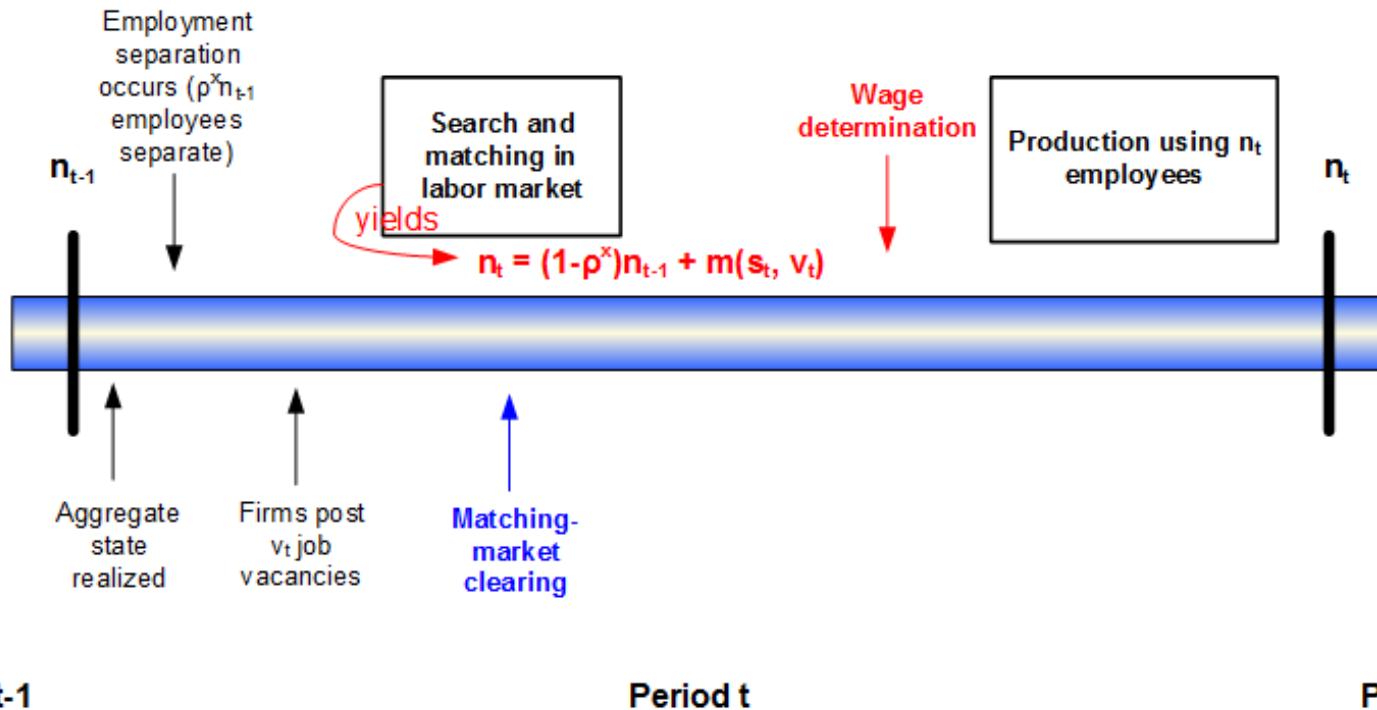 Employment
separation
occurs (ρˣnₜ₋₁
employees
separate)
nₜ₋₁
Search and
matching in
labor market
yields
nₜ = (1-ρˣ)nₜ₋₁ + m(sₜ, vₜ)
Wage
determination
Production using nₜ
employees
nₜ
Aggregate
state
realized
Firms post
vₜ job
vacancies
Matching-
market
clearing
t-1
Period t
P